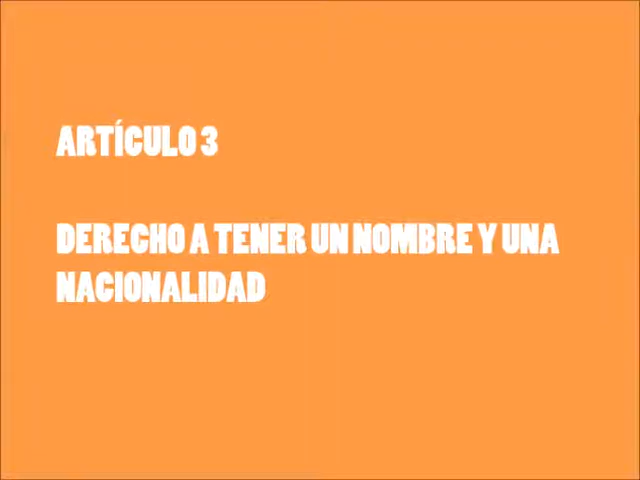 ARTÍCULO 3
DERECHO A TENER UN NOMBRE Y UNA
NACIONALIDAD